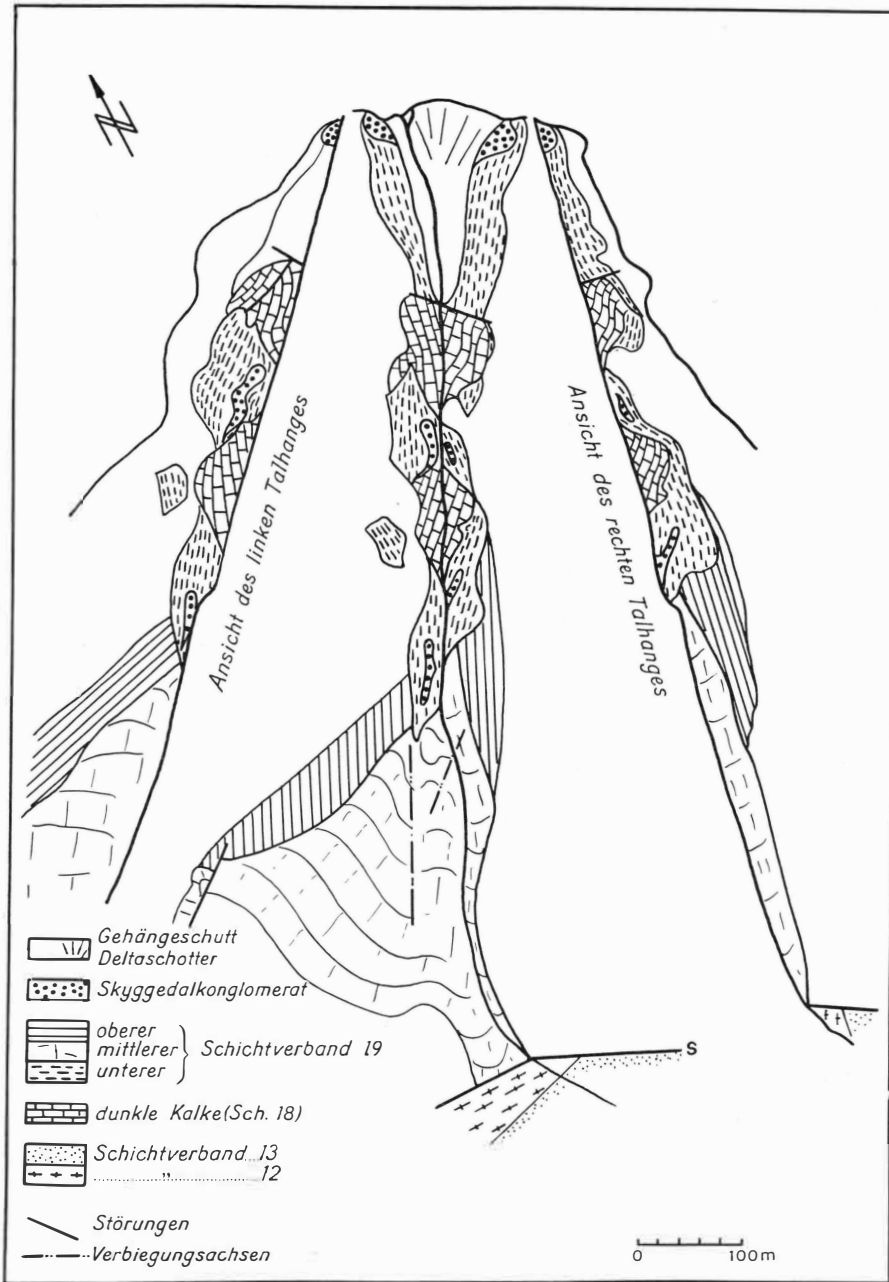 N
Ansicht des linken Talhanges
Ansicht des rechten Talhanges
S
Gehängeschutt
Deltaschotter
Skyggedalkonglomerat
oberer
mittlerer } Schichtverband 19
unterer
dunkle Kalke (Sch. 18)
Schichtverband 13
........ " ........ 12
Störungen
Verbiegungsachsen
0 100m